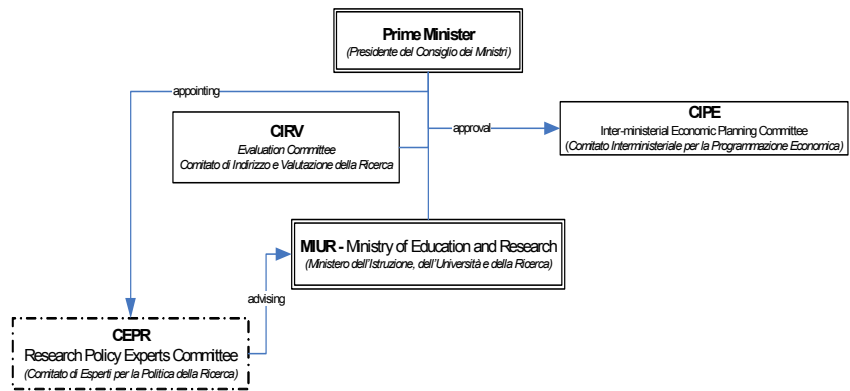 Prime Minister
(Presidente del Consiglio dei Ministri)
appointing
CIRV
Evaluation Committee
Comitato di Indirizzo e Valutazione della Ricerca
approval
CIPE
Inter-ministerial Economic Planning Committee
(Comitato Interministeriale per la Programmazione Economica)
MIUR - Ministry of Education and Research
(Ministero dell'Istruzione, dell'Università e della Ricerca)
advising
CEPR
Research Policy Experts Committee
(Comitato di Esperti per la Politica della Ricerca)